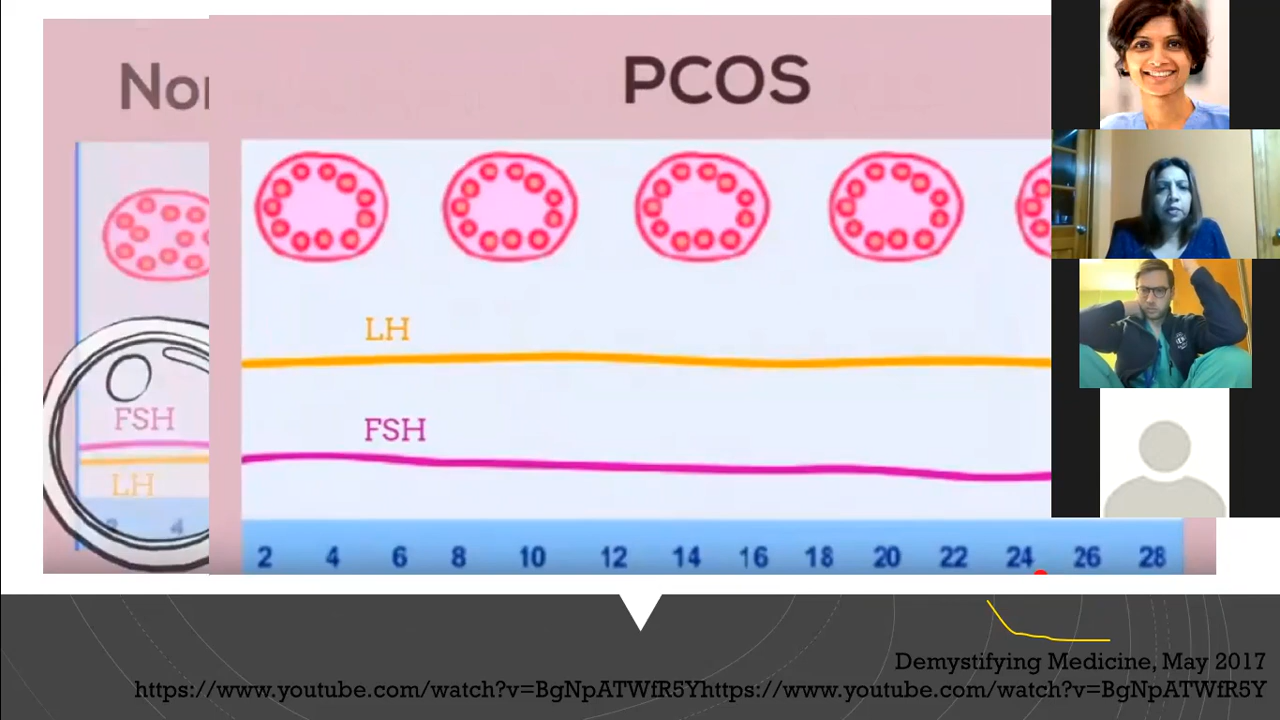 Nor
PCOS
LH
FSH
FSH
LH
4
2 4 6 8 10 12 14 16 18 20 22 24 26 28
Demystifying Medicine, May 2017
https://www.youtube.com/watch?v=BgNpATWfR5Yhttps://www.youtube.com/watch?v=BgNpATWfR5Y